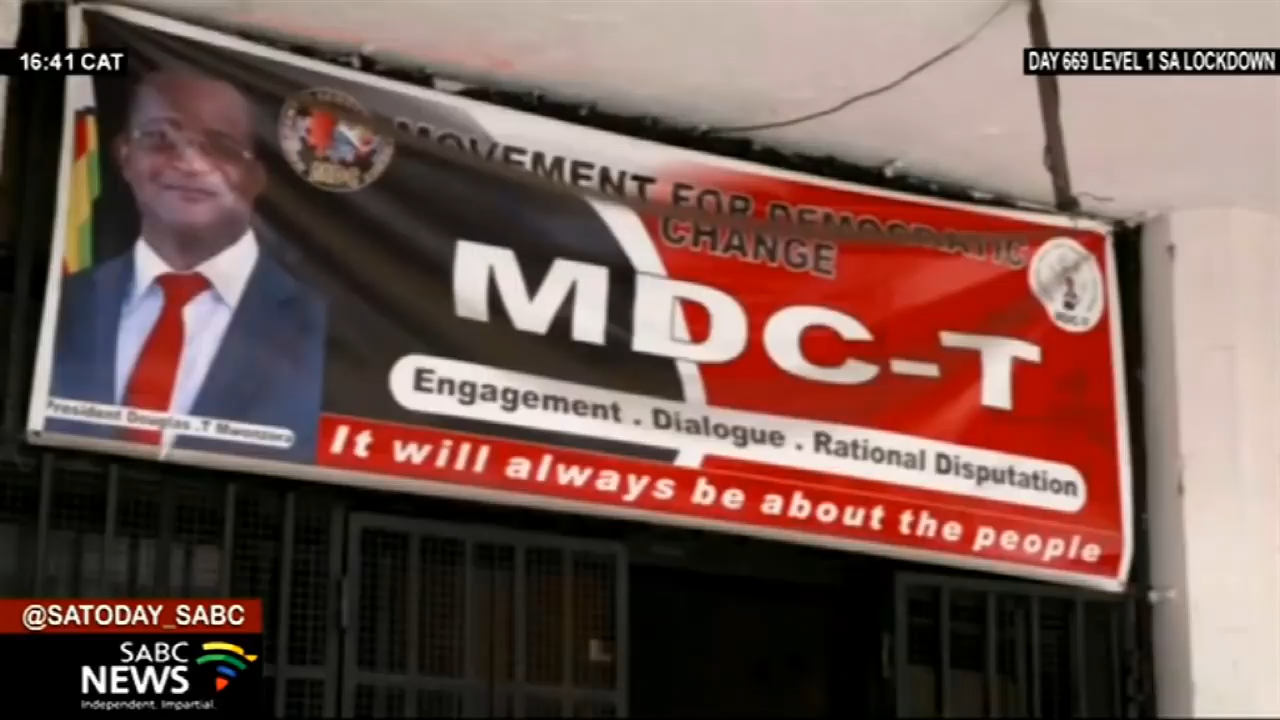 16:41 CAT
DAY 669 LEVEL 1 SA LOCKDOWN
MOVEMENT FOR DEMOCRATIC
CHANGE
MDC-T
Engagement . Dialogue . Rational Disputation
President Douglas .T Mwonzora
It will always be about the people
@SATODAY_SABC
SABC
NEWS
Independent. Impartial.